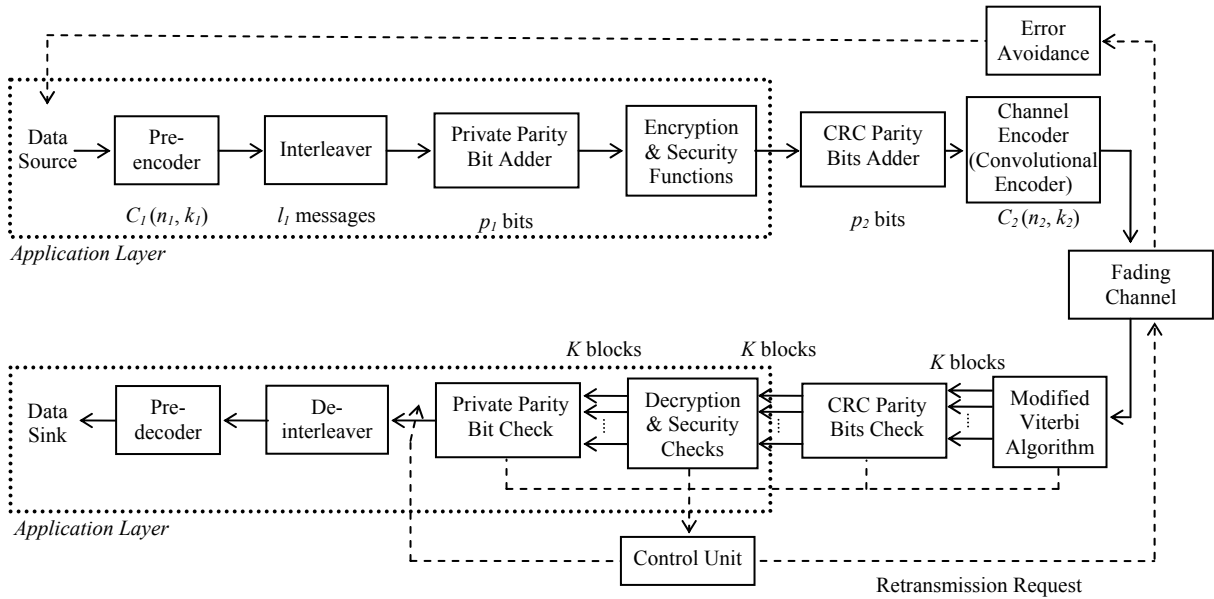 Error
Avoidance
Data
Source
Pre-
encoder
Interleaver
Private Parity
Bit Adder
Encryption
& Security
Functions
CRC Parity
Bits Adder
Channel
Encoder
(Convolutional
Encoder)
C1 (n1, k1)
l1 messages
p1 bits
p2 bits
C2 (n2, k2)
Application Layer
Fading
Channel
K blocks
K blocks
K blocks
Data
Sink
Pre-
decoder
De-
interleaver
Private Parity
Bit Check
Decryption
& Security
Checks
CRC Parity
Bits Check
Modified
Viterbi
Algorithm
Application Layer
Control Unit
Retransmission Request